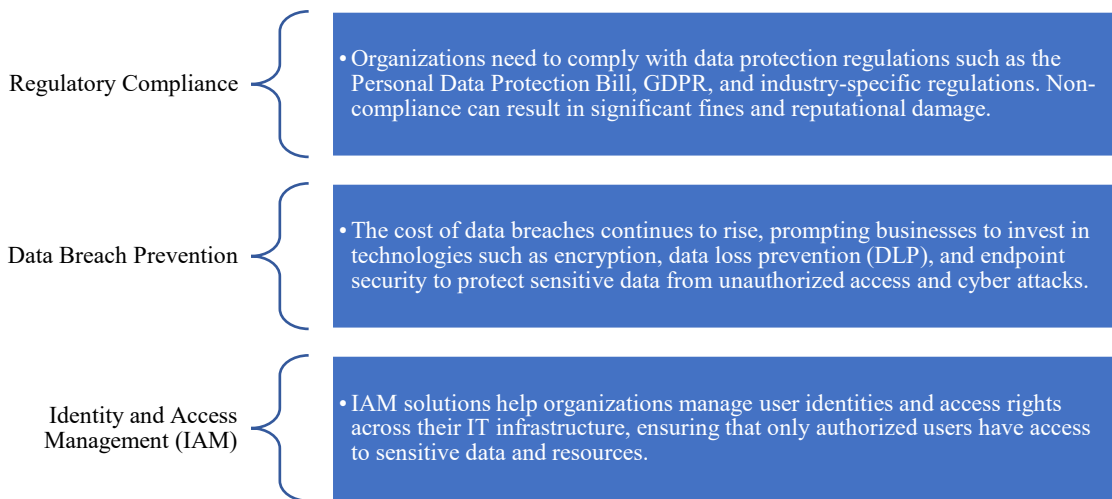 Regulatory Compliance
• Organizations need to comply with data protection regulations such as the
Personal Data Protection Bill, GDPR, and industry-specific regulations. Non-
compliance can result in significant fines and reputational damage.
Data Breach Prevention
• The cost of data breaches continues to rise, prompting businesses to invest in
technologies such as encryption, data loss prevention (DLP), and endpoint
security to protect sensitive data from unauthorized access and cyber attacks.
Identity and Access
Management (IAM)
• IAM solutions help organizations manage user identities and access rights
across their IT infrastructure, ensuring that only authorized users have access
to sensitive data and resources.